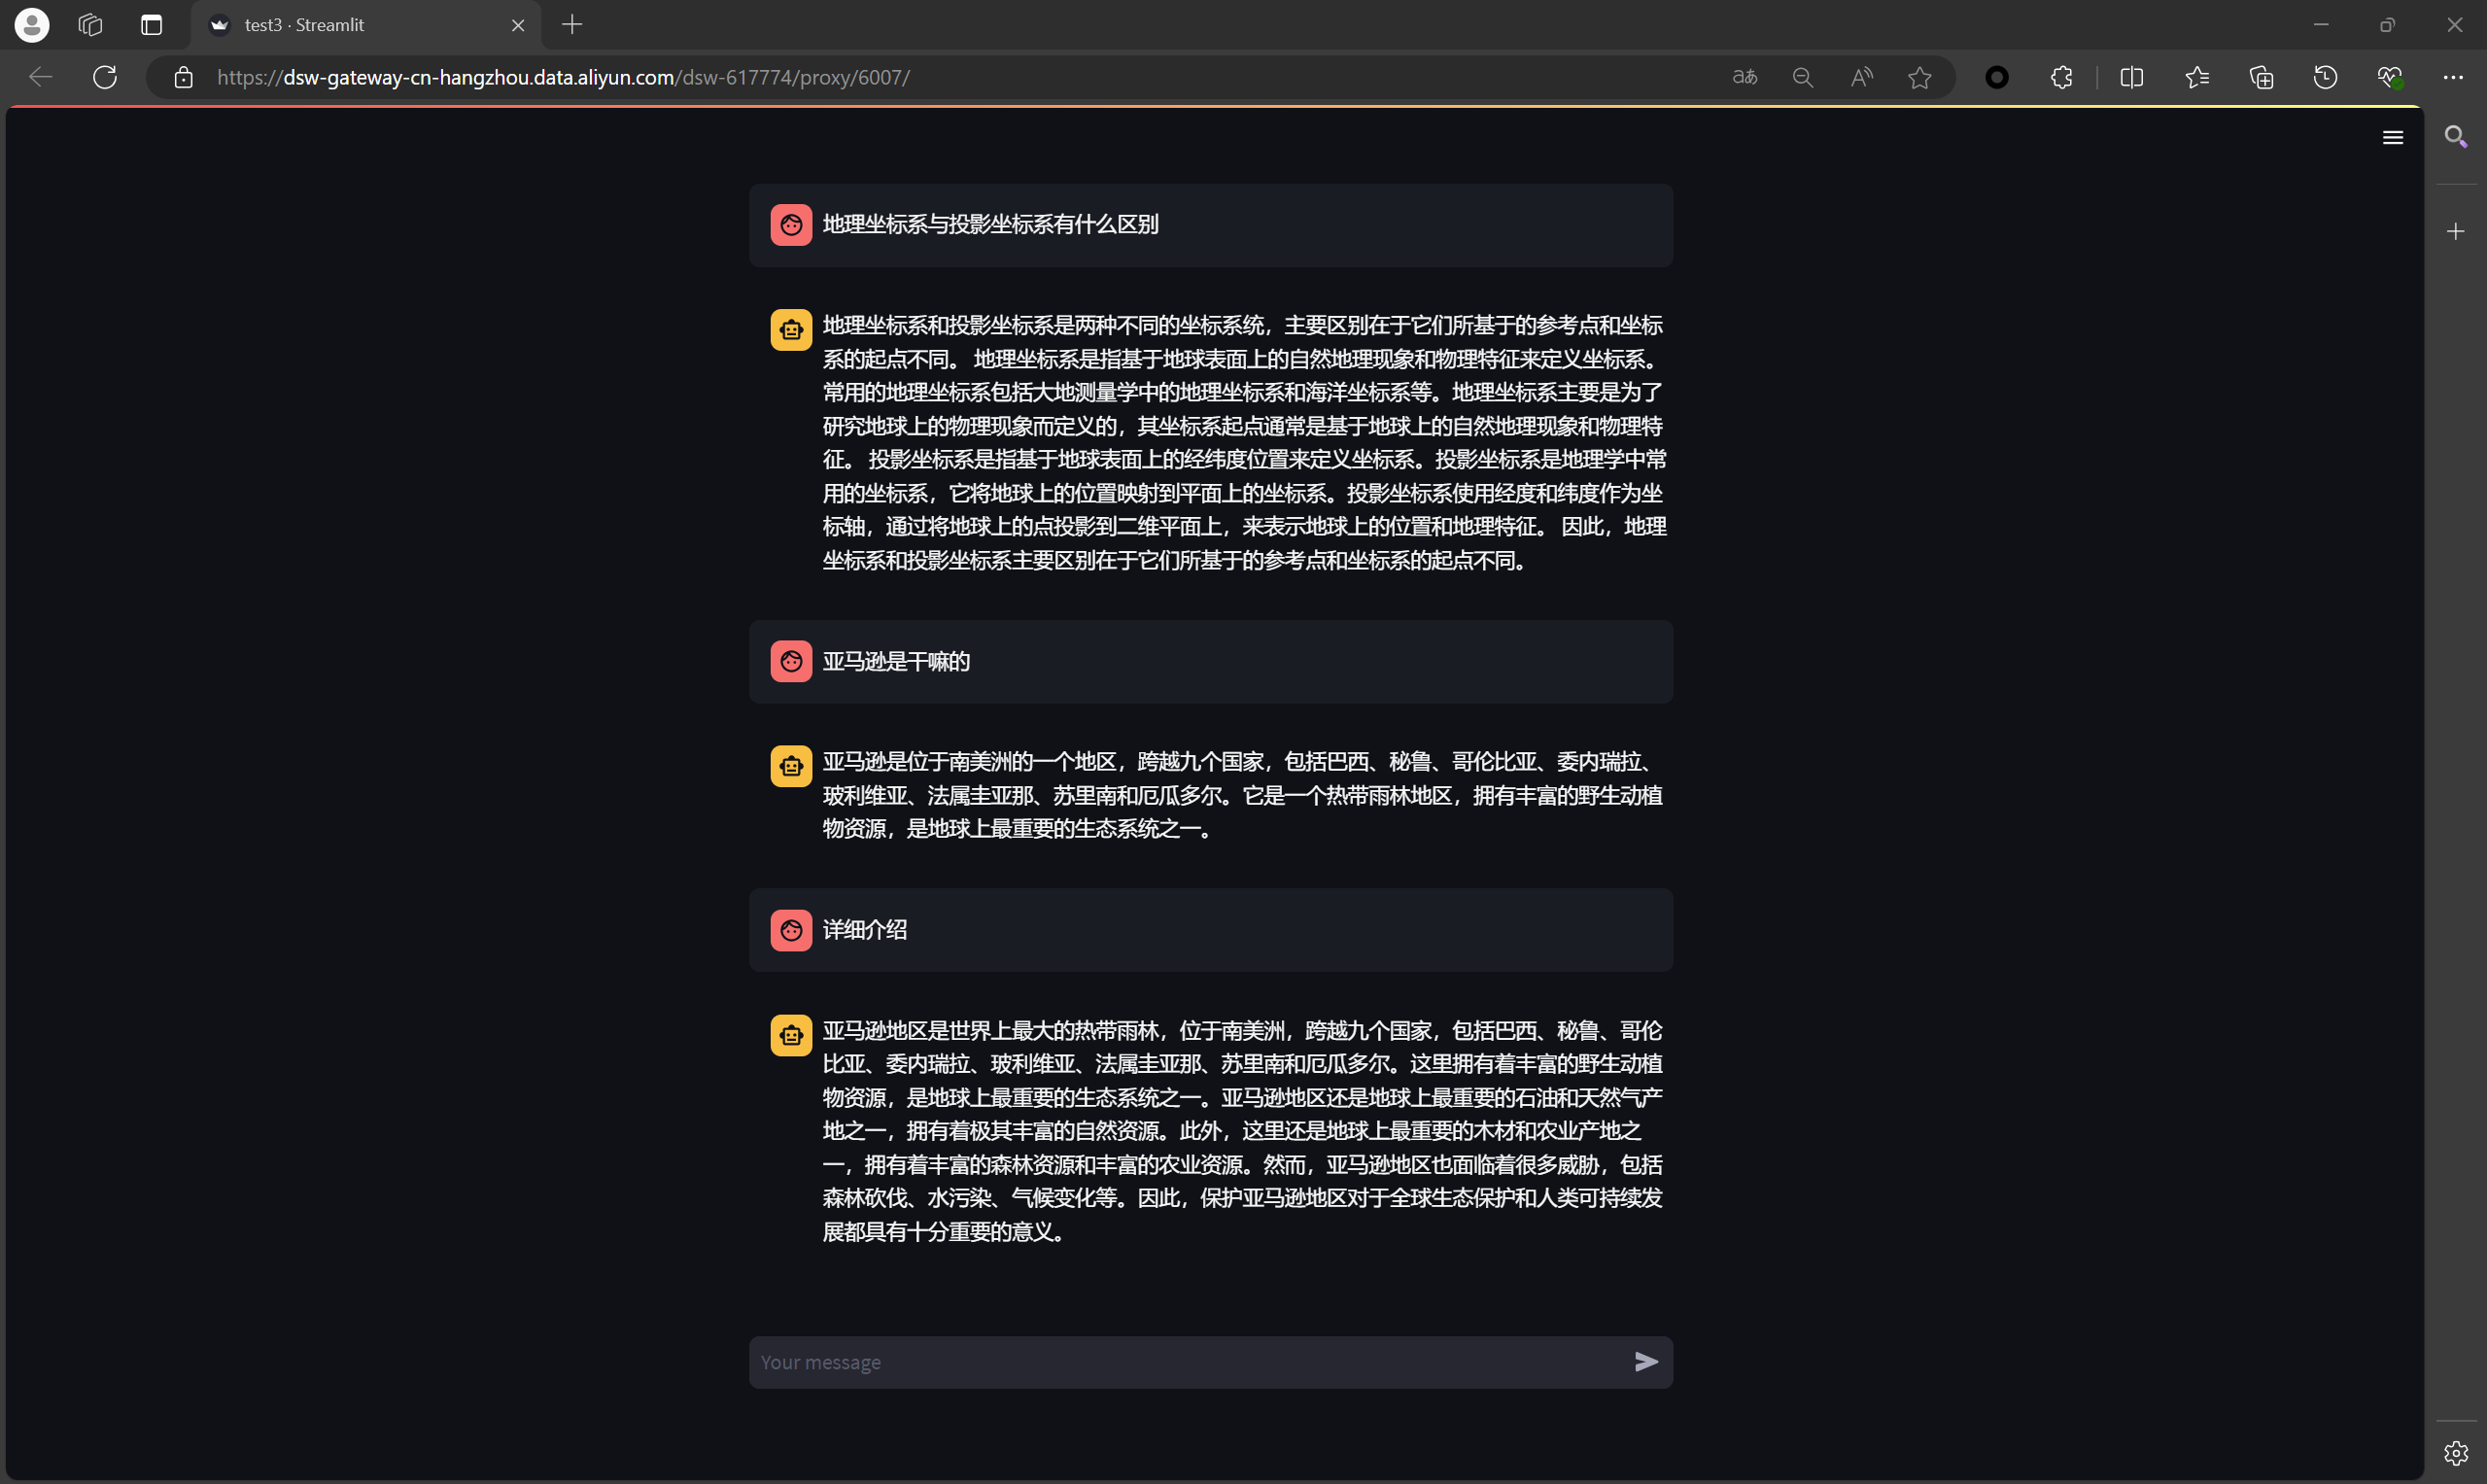 test3 · Streamlit
https://dsw-gateway-cn-hangzhou.data.aliyun.com/dsw-617774/proxy/6007/
aあ
A
地理坐标系与投影坐标系有什么区别
地理坐标系和投影坐标系是两种不同的坐标系统，主要区别在于它们所基于的参考点和坐标
系的起点不同。 地理坐标系是指基于地球表面上的自然地理现象和物理特征来定义坐标系。
常用的地理坐标系包括大地测量学中的地理坐标系和海洋坐标系等。地理坐标系主要是为了
研究地球上的物理现象而定义的，其坐标系起点通常是基于地球上的自然地理现象和物理特
征。 投影坐标系是指基于地球表面上的经纬度位置来定义坐标系。投影坐标系是地理学中常
用的坐标系，它将地球上的位置映射到平面上的坐标系。投影坐标系使用经度和纬度作为坐
标轴，通过将地球上的点投影到二维平面上，来表示地球上的位置和地理特征。 因此，地理
坐标系和投影坐标系主要区别在于它们所基于的参考点和坐标系的起点不同。
亚马逊是干嘛的
亚马逊是位于南美洲的一个地区，跨越九个国家，包括巴西、秘鲁、哥伦比亚、委内瑞拉、
玻利维亚、法属圭亚那、苏里南和厄瓜多尔。它是一个热带雨林地区，拥有丰富的野生动植
物资源，是地球上最重要的生态系统之一。
详细介绍
亚马逊地区是世界上最大的热带雨林，位于南美洲，跨越九个国家，包括巴西、秘鲁、哥伦
比亚、委内瑞拉、玻利维亚、法属圭亚那、苏里南和厄瓜多尔。这里拥有着丰富的野生动植
物资源，是地球上最重要的生态系统之一。亚马逊地区还是地球上最重要的石油和天然气产
地之一，拥有着极其丰富的自然资源。此外，这里还是地球上最重要的木材和农业产地之
一，拥有着丰富的森林资源和丰富的农业资源。然而，亚马逊地区也面临着很多威胁，包括
森林砍伐、水污染、气候变化等。因此，保护亚马逊地区对于全球生态保护和人类可持续发
展都具有十分重要的意义。
Your message